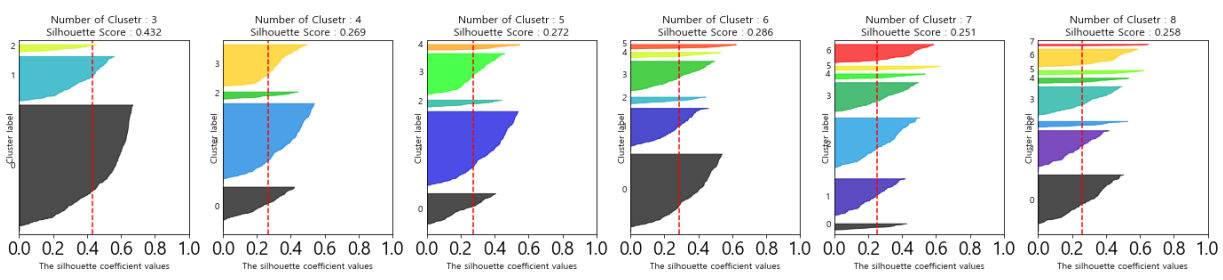 Number of Clusetr : 3
Silhouette Score : 0.432
Cluster label
2
1
0
0.0 0.2 0.4 0.6 0.8 1.0
The silhouette coefficient values
Number of Clusetr : 4
Silhouette Score : 0.269
Cluster label
3
2
1
0
0.0 0.2 0.4 0.6 0.8 1.0
The silhouette coefficient values
Number of Clusetr : 5
Silhouette Score : 0.272
Cluster label
4
3
2
1
0
0.0 0.2 0.4 0.6 0.8 1.0
The silhouette coefficient values
Number of Clusetr : 6
Silhouette Score : 0.286
Cluster label
5
4
3
2
1
0
0.0 0.2 0.4 0.6 0.8 1.0
The silhouette coefficient values
Number of Clusetr : 7
Silhouette Score : 0.251
Cluster label
6
5
4
3
2
1
0
0.0 0.2 0.4 0.6 0.8 1.0
The silhouette coefficient values
Number of Clusetr : 8
Silhouette Score : 0.258
Cluster label
7
6
5
4
3
2
1
0
0.0 0.2 0.4 0.6 0.8 1.0
The silhouette coefficient values